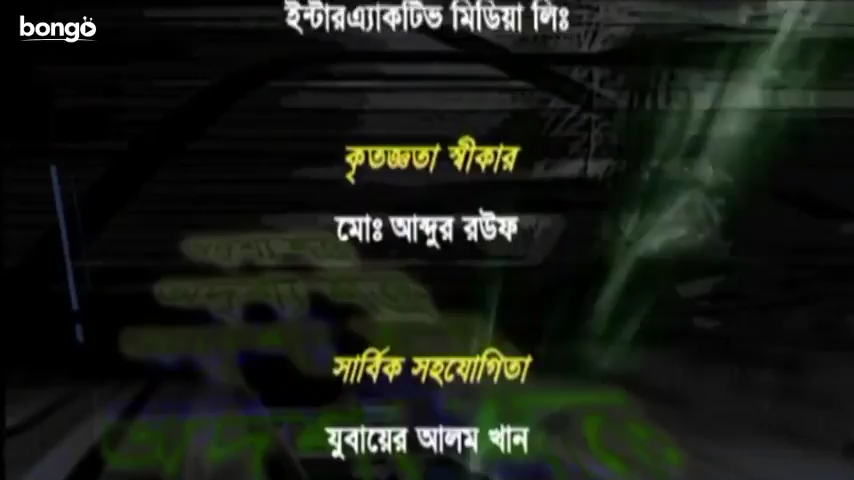 bongo
ইন্টারএ্যাকটিভ মিডিয়া লিঃ
কৃতজ্ঞতা স্বীকার
মোঃ আব্দুর রউফ
সার্বিক সহযোগিতা
যুবায়ের আলম খান